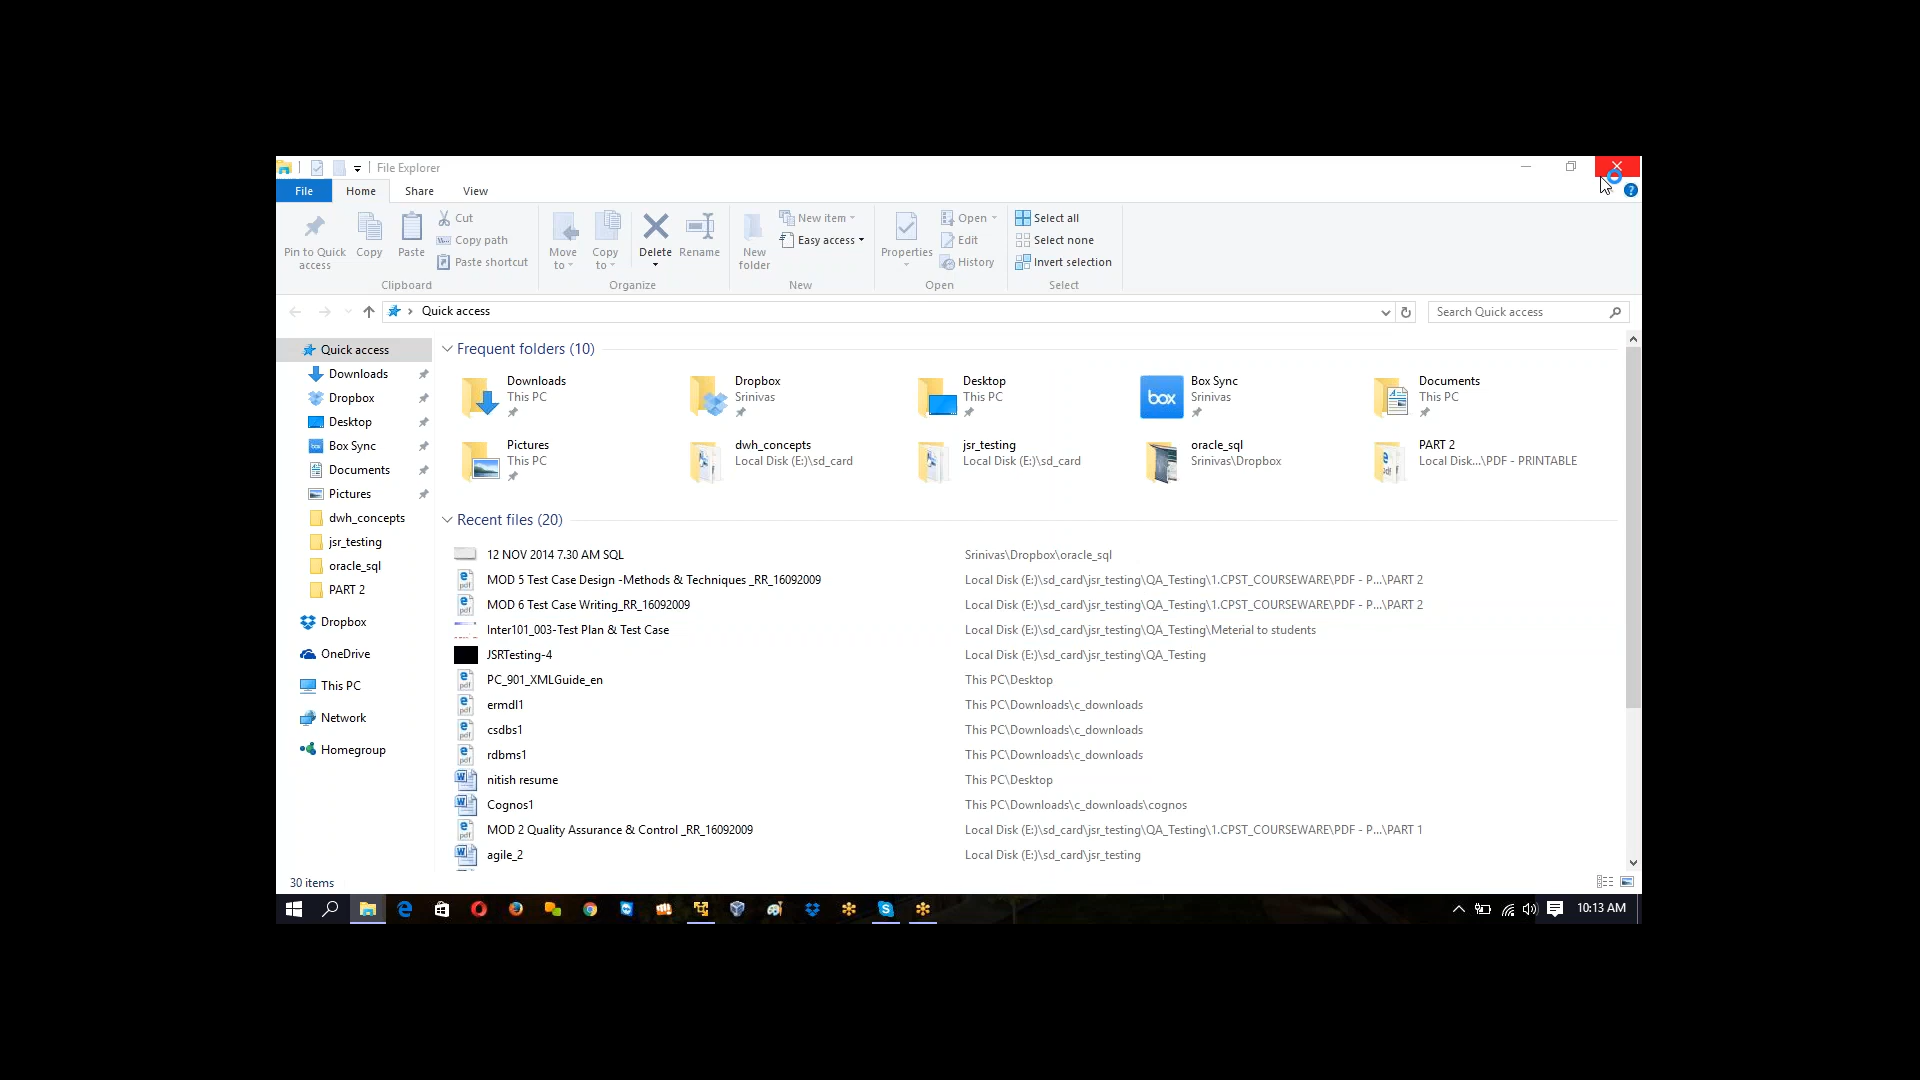 File Explorer
File Home Share View
Pin to Quick access
Copy
Paste
Cut
Copy path
Paste shortcut
Clipboard
Move to
Copy to
Delete
Rename
Organize
New folder
New item
Easy access
New
Properties
Open
Edit
History
Open
Select all
Select none
Invert selection
Select
Quick access
Search Quick access
Quick access
Downloads
Dropbox
Desktop
Box Sync
Documents
Pictures
dwh_concepts
jsr_testing
oracle_sql
PART 2
Dropbox
OneDrive
This PC
Network
Homegroup
Frequent folders (10)
Downloads
This PC
Dropbox
Srinivas
Desktop
This PC
box
Box Sync
Srinivas
Documents
This PC
Pictures
This PC
dwh_concepts
Local Disk (E:)\sd_card
jsr_testing
Local Disk (E:)\sd_card
oracle_sql
Srinivas\Dropbox
PART 2
Local Disk...\PDF - PRINTABLE
Recent files (20)
12 NOV 2014 7.30 AM SQL Srinivas\Dropbox\oracle_sql
MOD 5 Test Case Design -Methods & Techniques _RR_16092009 Local Disk (E:)\sd_card\jsr_testing\QA_Testing\1.CPST_COURSEWARE\PDF - P...\PART 2
MOD 6 Test Case Writing_RR_16092009 Local Disk (E:)\sd_card\jsr_testing\QA_Testing\1.CPST_COURSEWARE\PDF - P...\PART 2
Inter101_003-Test Plan & Test Case Local Disk (E:)\sd_card\jsr_testing\QA_Testing\Meterial to students
JSRTesting-4 Local Disk (E:)\sd_card\jsr_testing\QA_Testing
PC_901_XMLGuide_en This PC\Desktop
ermdl1 This PC\Downloads\c_downloads
csdbs1 This PC\Downloads\c_downloads
rdbms1 This PC\Downloads\c_downloads
nitish resume This PC\Desktop
Cognos1 This PC\Downloads\c_downloads\cognos
MOD 2 Quality Assurance & Control _RR_16092009 Local Disk (E:)\sd_card\jsr_testing\QA_Testing\1.CPST_COURSEWARE\PDF - P...\PART 1
agile_2 Local Disk (E:)\sd_card\jsr_testing
30 items
10:13 AM